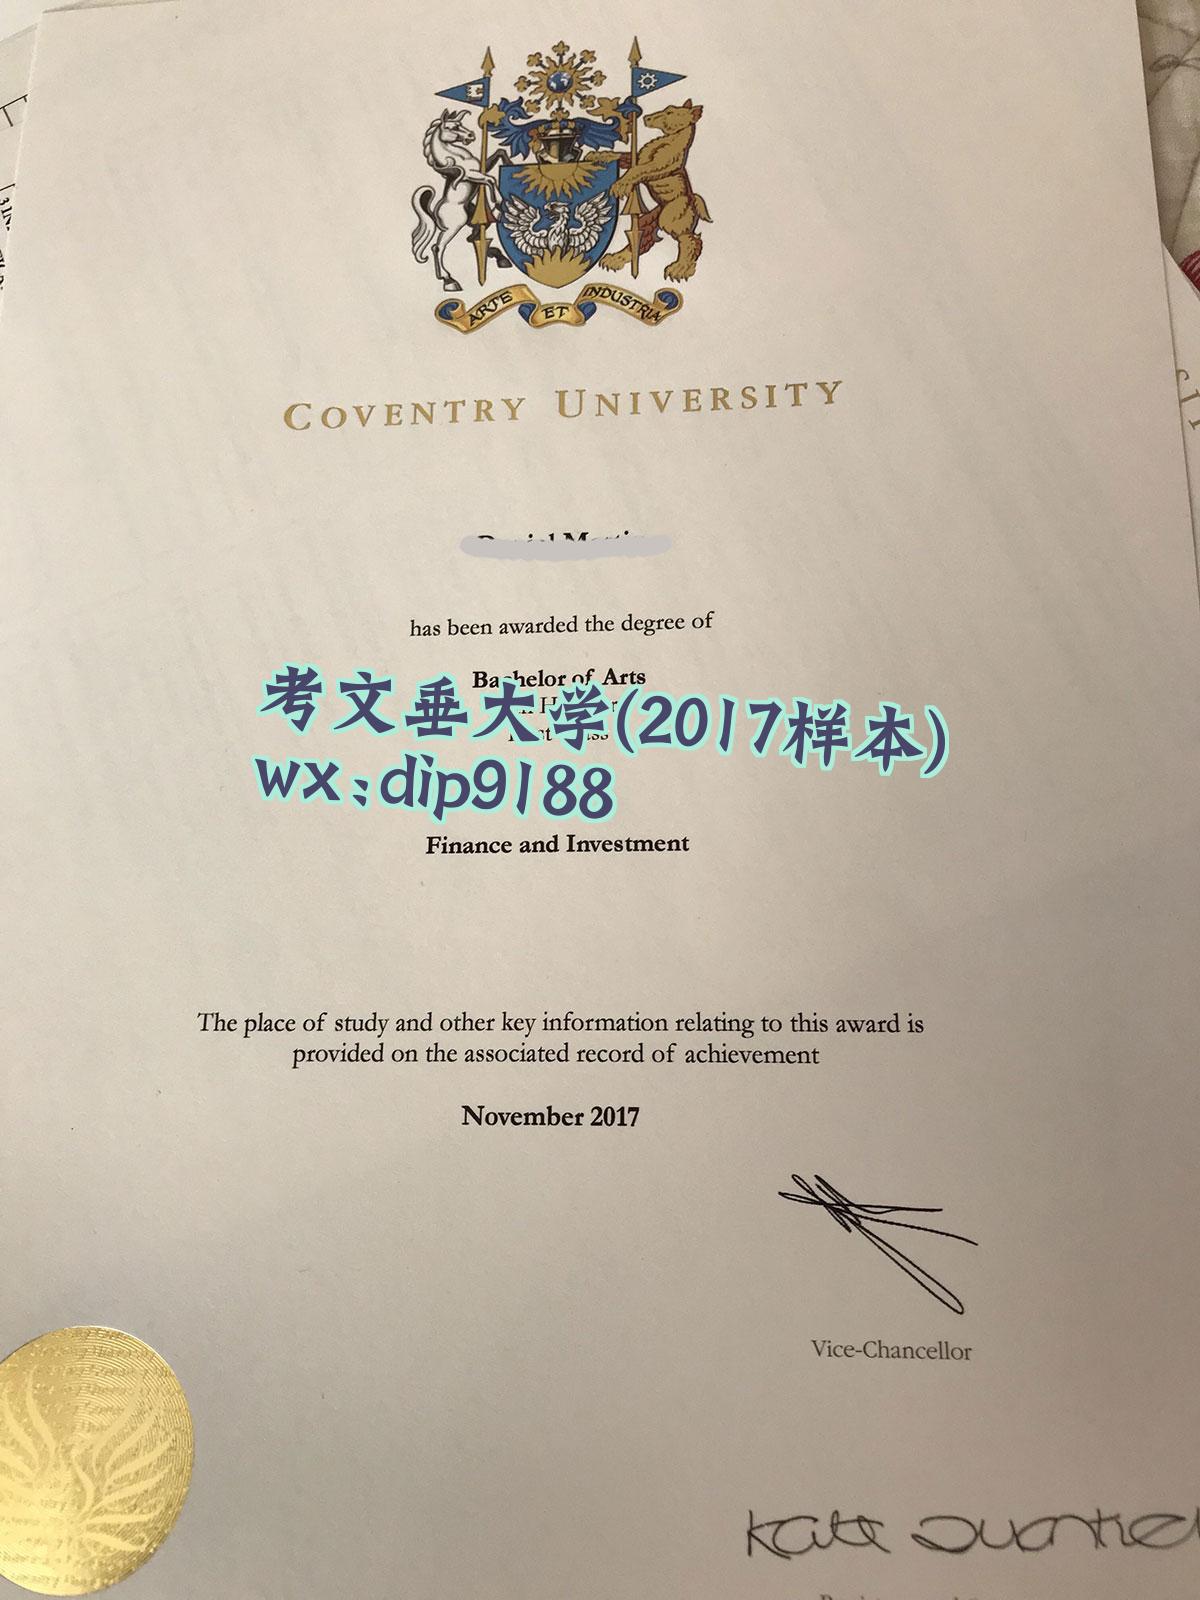 ARTE ET INDUSTRIA
COVENTRY UNIVERSITY
has been awarded the degree of
Bachelor of Arts
考文垂大学(2017样本)
wx:dip9188
Finance and Investment
The place of study and other key information relating to this award is
provided on the associated record of achievement
November 2017
Vice-Chancellor